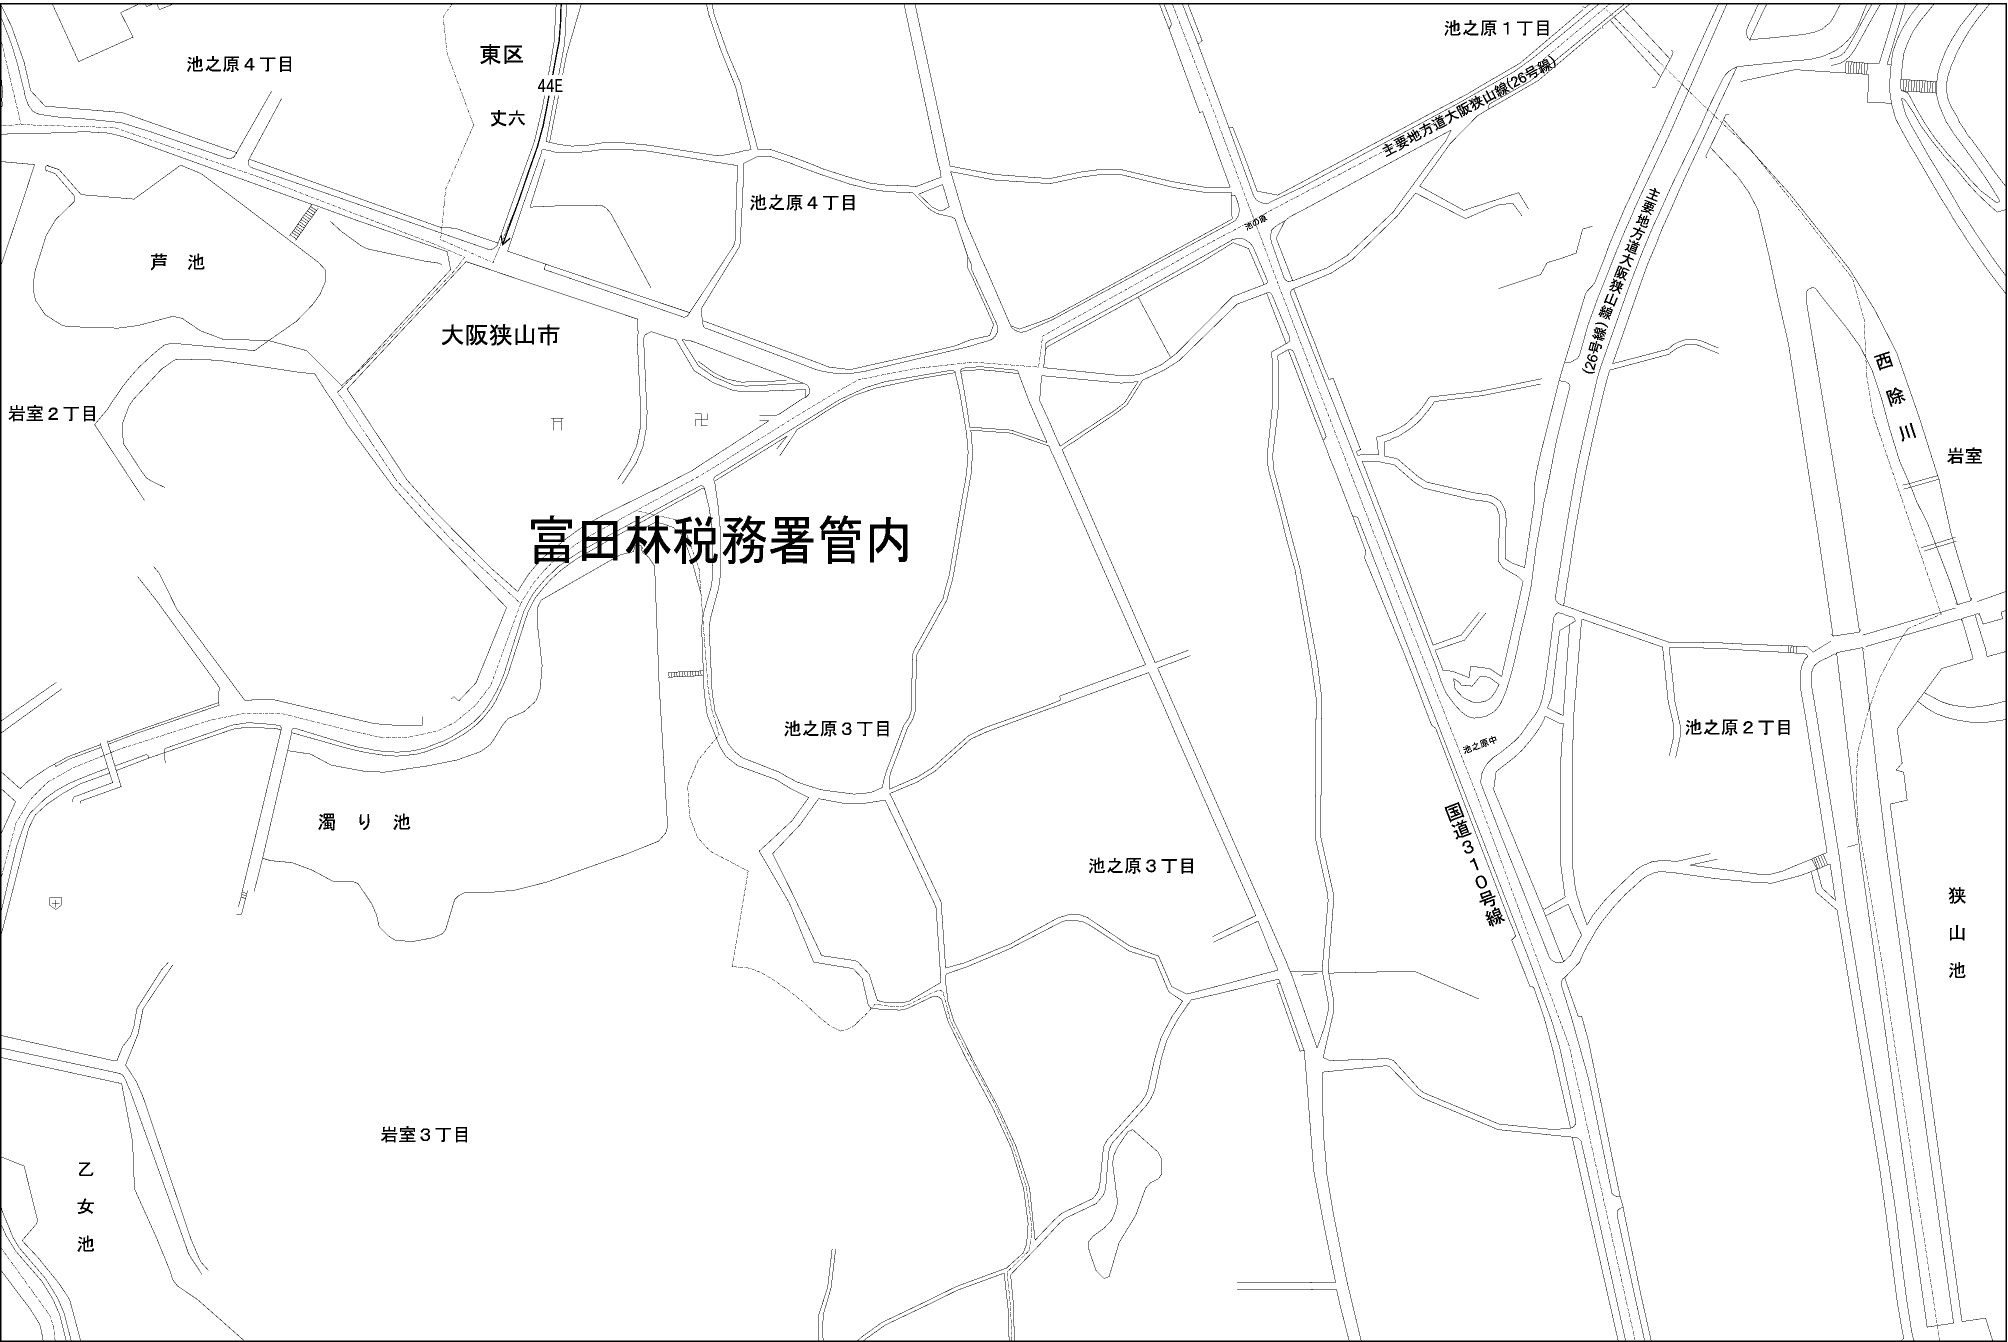 池之原１丁目
東区
池之原４丁目
44E
主要地方道大阪狭山線(26号線)
丈六
池之原４丁目
池の原
主要地方道大阪狭山線(26号線)
芦池
大阪狭山市
西除川
岩室２丁目
卍
岩室
富田林税務署管内
池之原３丁目
池之原２丁目
池之原中
濁り池
国道３１０号線
池之原３丁目
狭山池
岩室３丁目
乙女池